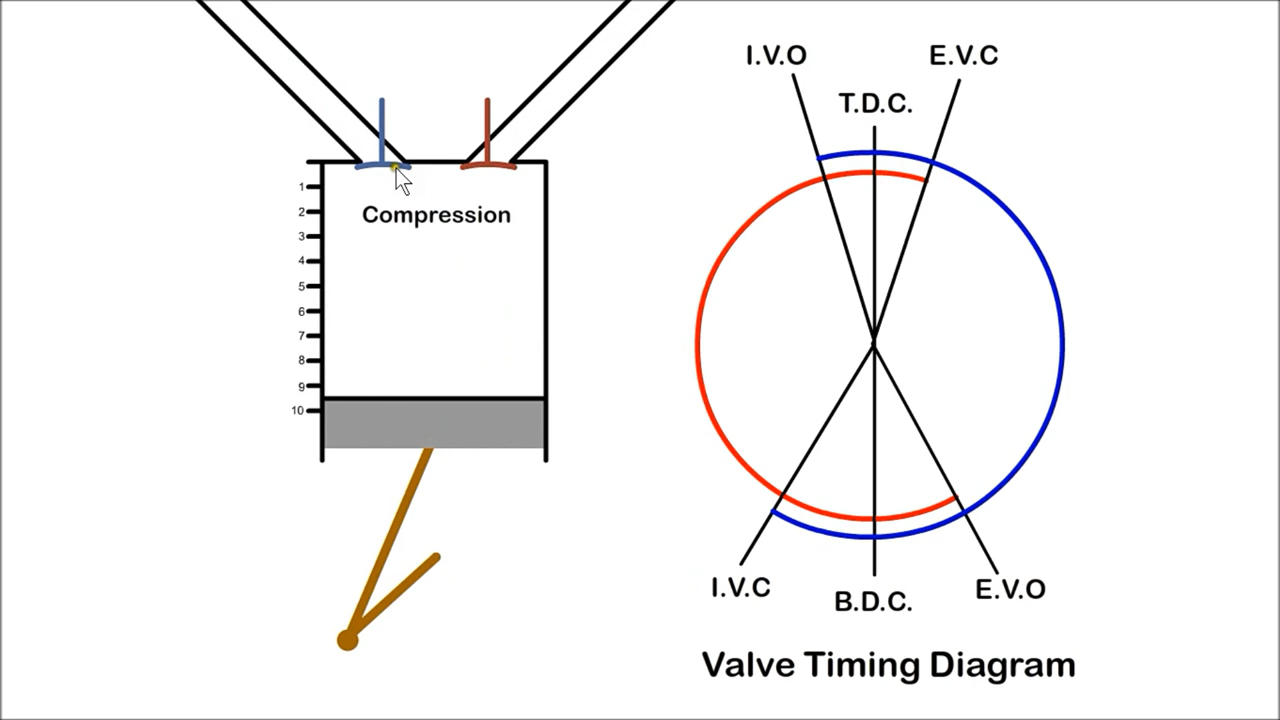 I.V.O
E.V.C
T.D.C.
1
Compression
2
3
4
5
6
7
8
9
10
I.V.C
B.D.C.
E.V.O
Valve Timing Diagram